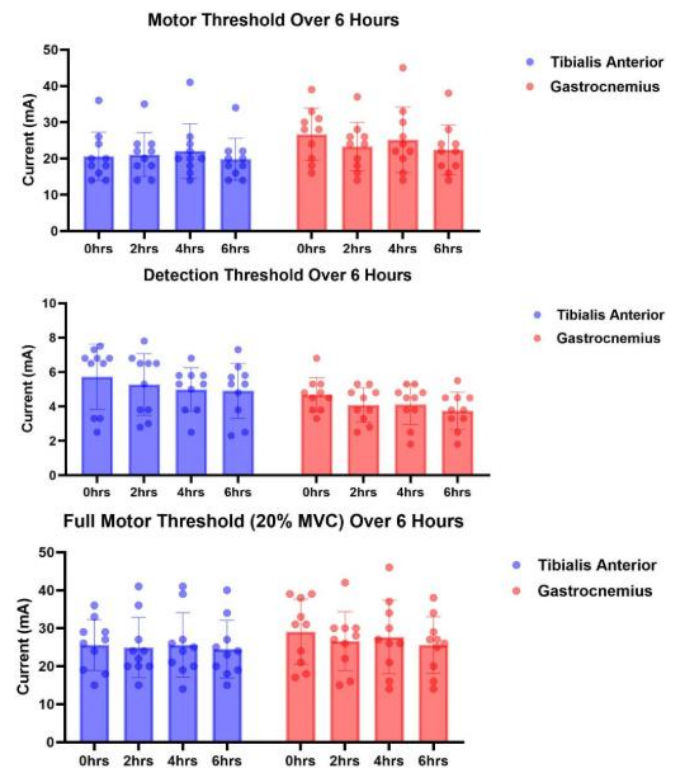 Motor Threshold Over 6 Hours
50
40
30
20
10
0
Current (mA)
0hrs 2hrs 4hrs 6hrs 0hrs 2hrs 4hrs 6hrs
Tibialis Anterior
Gastrocnemius
Detection Threshold Over 6 Hours
10
8
6
4
2
0
Current (mA)
0hrs 2hrs 4hrs 6hrs 0hrs 2hrs 4hrs 6hrs
Tibialis Anterior
Gastrocnemius
Full Motor Threshold (20% MVC) Over 6 Hours
50
40
30
20
10
0
Current (mA)
0hrs 2hrs 4hrs 6hrs 0hrs 2hrs 4hrs 6hrs
Tibialis Anterior
Gastrocnemius